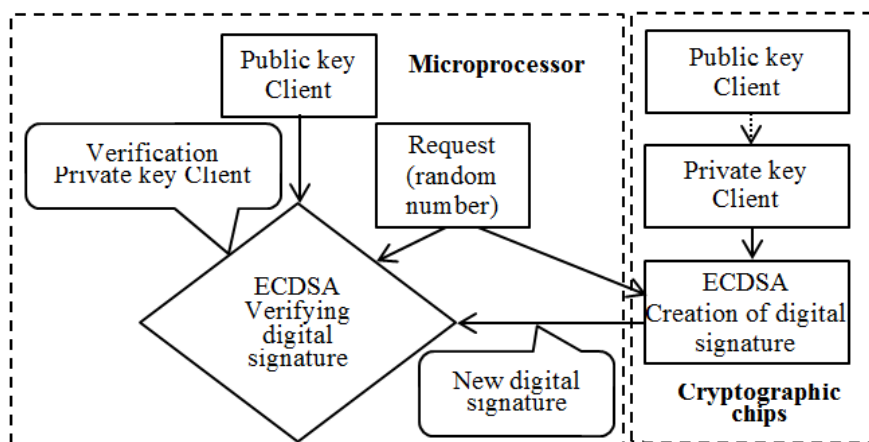 Public key
Client
Microprocessor
Verification
Private key Client
Request
(random
number)
ECDSA
Verifying
digital
signature
New digital
signature
Public key
Client
Private key
Client
ECDSA
Creation of digital
signature
Cryptographic
chips